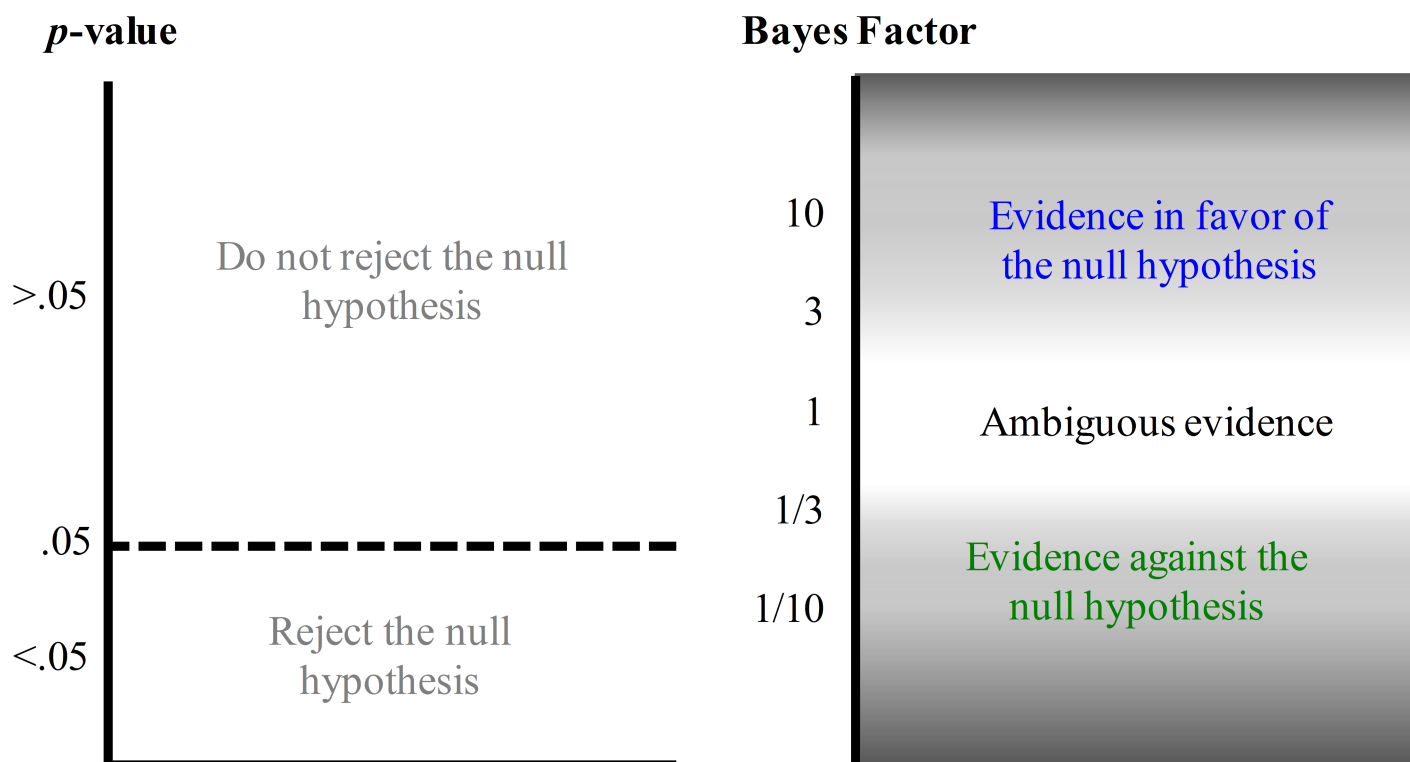 p-value
>.05
.05
<.05
Do not reject the null
hypothesis
Reject the null
hypothesis
Bayes Factor
10
3
1
1/3
1/10
Evidence in favor of
the null hypothesis
Ambiguous evidence
Evidence against the
null hypothesis